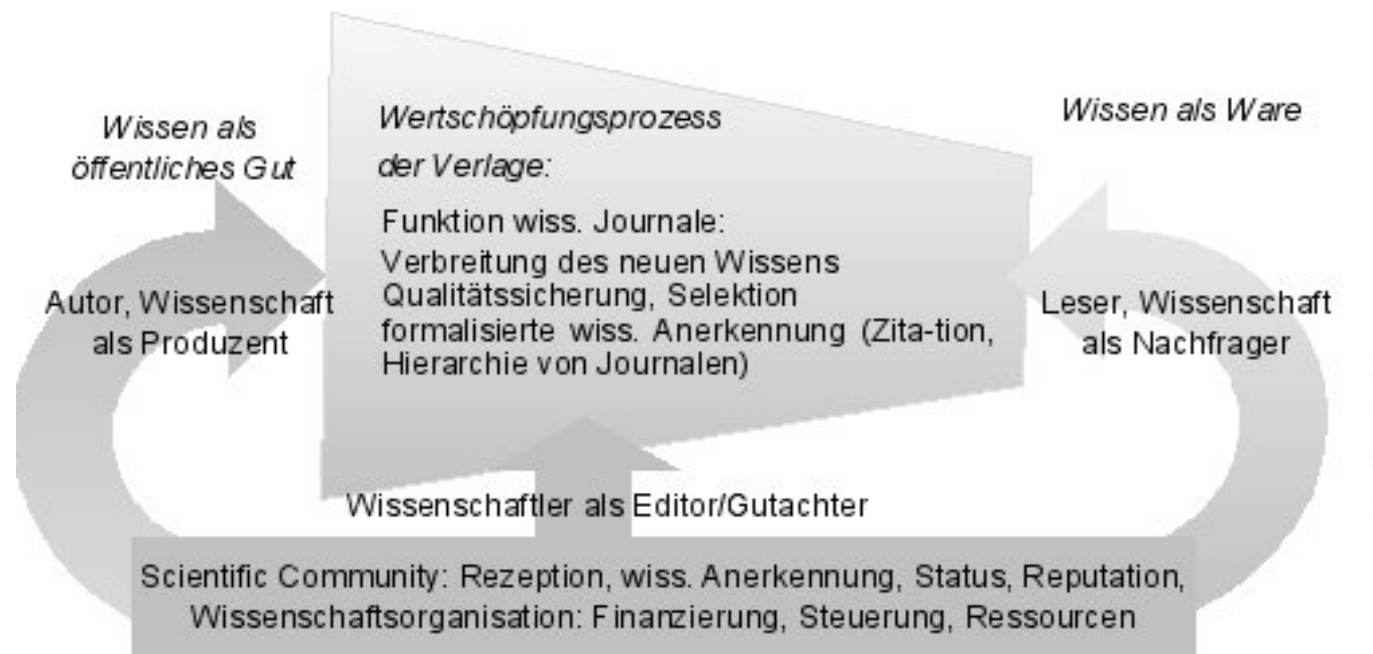 Wissen als
öffentliches Gut
Wertschöpfungsprozess
der Verlage:
Funktion wiss. Journale:
Verbreitung des neuen Wissens
Qualitätssicherung, Selektion
formalisierte wiss. Anerkennung (Zita-tion,
Hierarchie von Journalen)
Wissen als Ware
Autor, Wissenschaft
als Produzent
Leser, Wissenschaft
als Nachfrager
Wissenschaftler als Editor/Gutachter
Scientific Community: Rezeption, wiss. Anerkennung, Status, Reputation,
Wissenschaftsorganisation: Finanzierung, Steuerung, Ressourcen